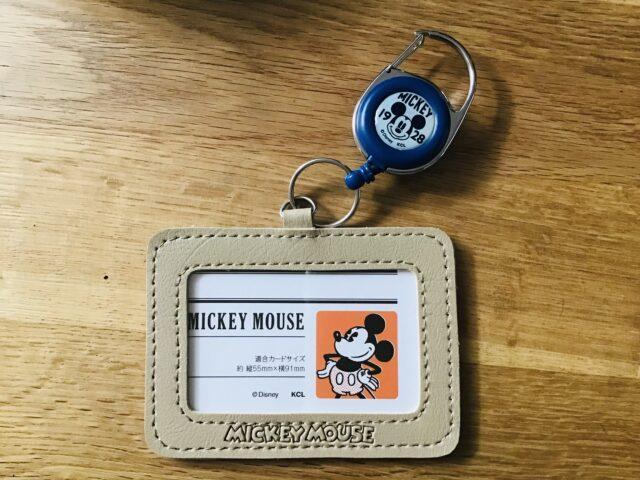 MICKEY
19 28
©Disney KCL
MICKEY MOUSE
適合カードサイズ
約 縦55mm×横91mm
©Disney KCL
MICKEY MOUSE